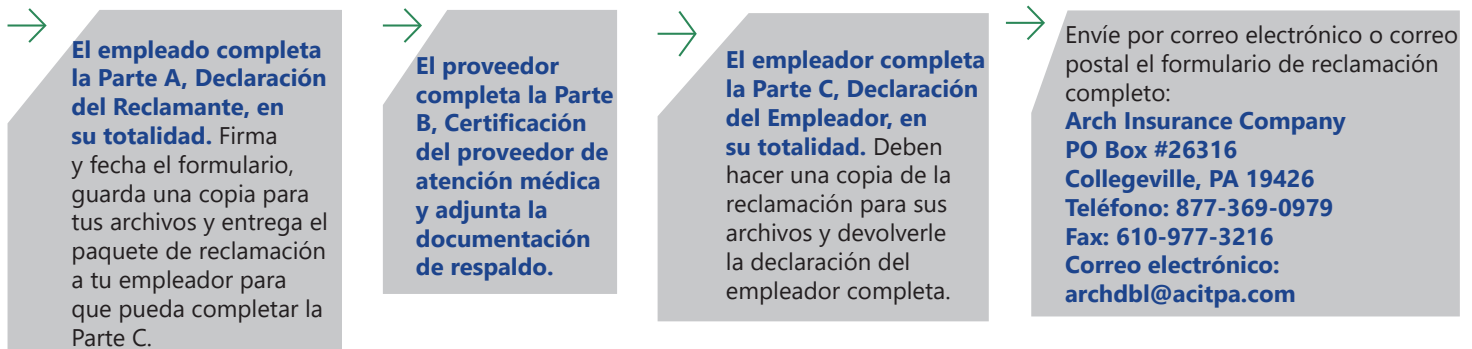 El empleado completa
la Parte A, Declaración
del Reclamante, en
su totalidad. Firma
y fecha el formulario,
guarda una copia para
tus archivos y entrega el
paquete de reclamación
a tu empleador para
que pueda completar la
Parte C.
El proveedor
completa la Parte
B, Certificación
del proveedor de
atención médica
y adjunta la
documentación
de respaldo.
El empleador completa
la Parte C, Declaración
del Empleador, en
su totalidad. Deben
hacer una copia de la
reclamación para sus
archivos y devolverle
la declaración del
empleador completa.
Envíe por correo electrónico o correo
postal el formulario de reclamación
completo:
Arch Insurance Company
PO Box #26316
Collegeville, PA 19426
Teléfono: 877-369-0979
Fax: 610-977-3216
Correo electrónico:
archdbl@acitpa.com